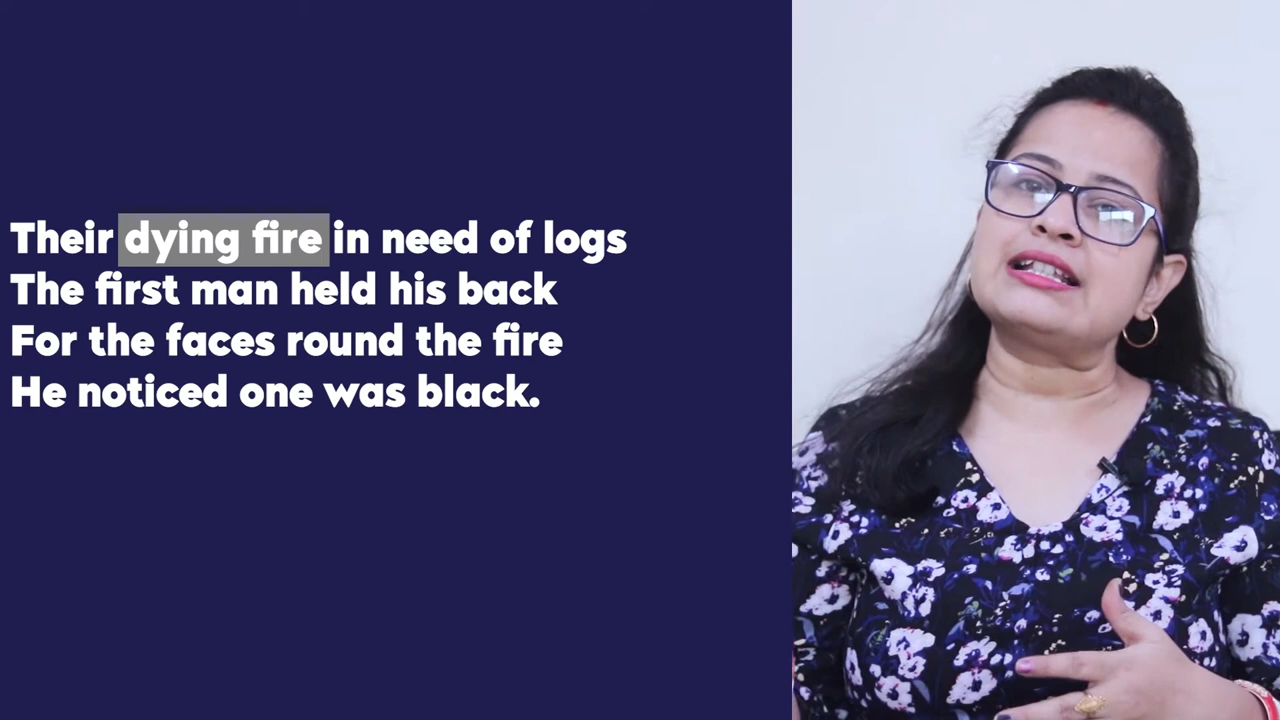 Their dying fire in need of logs
The first man held his back
For the faces round the fire
He noticed one was black.